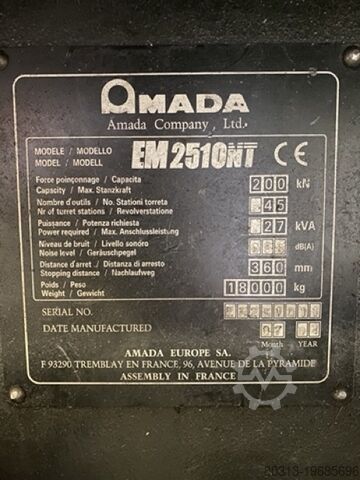 AMADA
Amada Company, Ltd.
MODELE / MODELLO
MODEL / MODELL
EM2510NT CE
Force poinçonnage / Capacita
Capacity / Max. Stanzkraft
200 kN
Nombre d'outils / No. Stationi torreta
Nr of turret stations / Revolverstatione
45
Puissance / Potenza richiesta
Power required / Max. Anschlussleistung
27 kVA
Niveau de bruit / Livello sonoro
Noise level / Geräuschspegel
dB(A)
Distance d'arret / Distanza di arresto
Stopping distance / Nachlaufweg
360 mm
Poids / Peso
Weight / Gewicht
18000 kg
SERIAL NO.
DATE MANUFACTURED
07
Month YEAR
AMADA EUROPE SA.
F 93290 TREMBLAY EN FRANCE, 96, AVENUE DE LA PYRAMIDE
ASSEMBLY IN FRANCE
20313-19685696